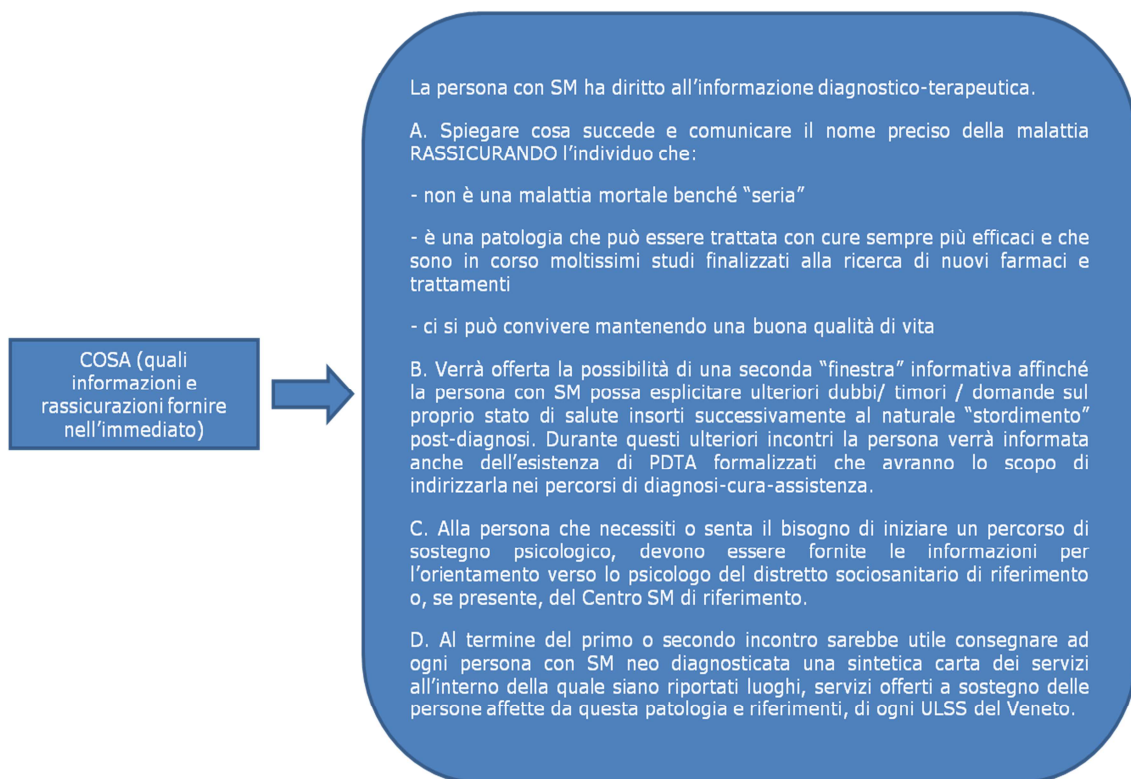 COSA (quali
informazioni e
rassicurazioni fornire
nell’immediato)
La persona con SM ha diritto all’informazione diagnostico-terapeutica.
A. Spiegare cosa succede e comunicare il nome preciso della malattia
RASSICURANDO l’individuo che:
- non è una malattia mortale benché “seria”
- è una patologia che può essere trattata con cure sempre più efficaci e che
sono in corso moltissimi studi finalizzati alla ricerca di nuovi farmaci e
trattamenti
- ci si può convivere mantenendo una buona qualità di vita
B. Verrà offerta la possibilità di una seconda “finestra” informativa affinché
la persona con SM possa esplicitare ulteriori dubbi/ timori / domande sul
proprio stato di salute insorti successivamente al naturale “stordimento”
post-diagnosi. Durante questi ulteriori incontri la persona verrà informata
anche dell’esistenza di PDTA formalizzati che avranno lo scopo di
indirizzarla nei percorsi di diagnosi-cura-assistenza.
C. Alla persona che necessiti o senta il bisogno di iniziare un percorso di
sostegno psicologico, devono essere fornite le informazioni per
l’orientamento verso lo psicologo del distretto sociosanitario di riferimento
o, se presente, del Centro SM di riferimento.
D. Al termine del primo o secondo incontro sarebbe utile consegnare ad
ogni persona con SM neo diagnosticata una sintetica carta dei servizi
all’interno della quale siano riportati luoghi, servizi offerti a sostegno delle
persone affette da questa patologia e riferimenti, di ogni ULSS del Veneto.